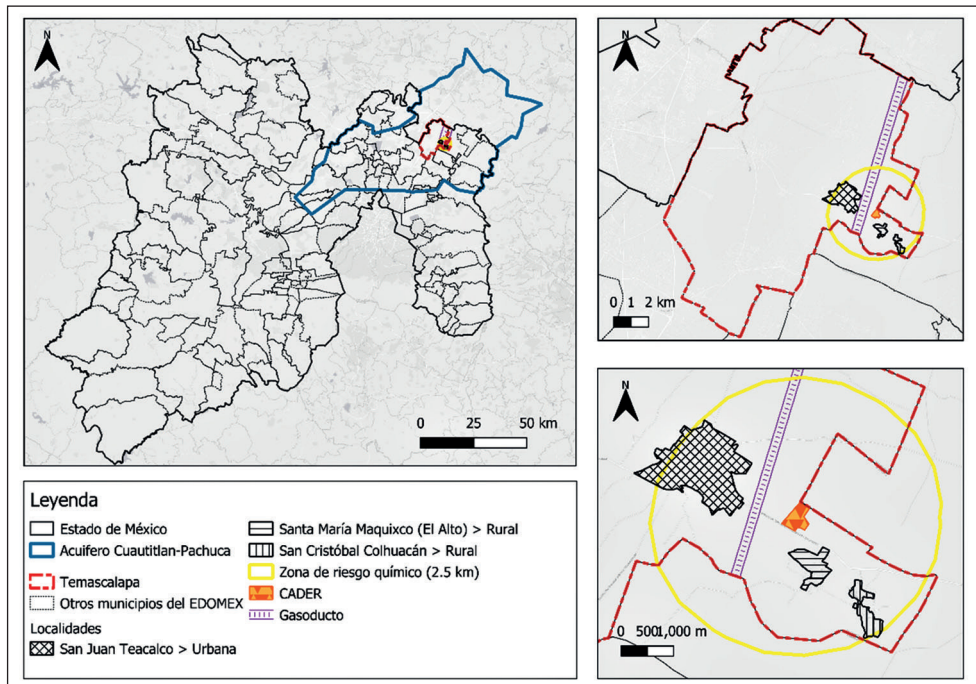 N
0 25 50 km
N
0 1 2 km
N
0 5001,000 m
Leyenda
Estado de México
Acuifero Cuautitlan-Pachuca
Temascalapa
Otros municipios del EDOMEX
Localidades
San Juan Teacalco > Urbana
Santa María Maquixco (El Alto) > Rural
San Cristóbal Colhuacán > Rural
Zona de riesgo químico (2.5 km)
CADER
Gasoducto